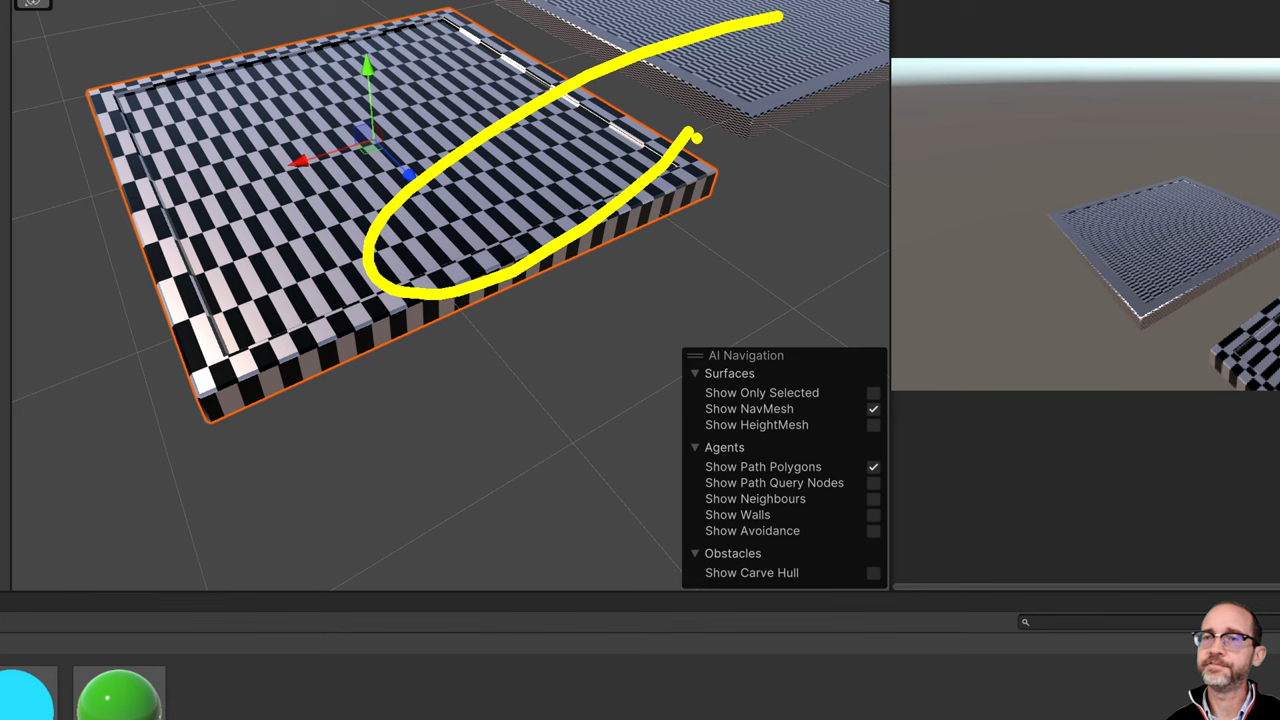 AI Navigation
Surfaces
Show Only Selected
Show NavMesh
Show HeightMesh
Agents
Show Path Polygons
Show Path Query Nodes
Show Neighbours
Show Walls
Show Avoidance
Obstacles
Show Carve Hull